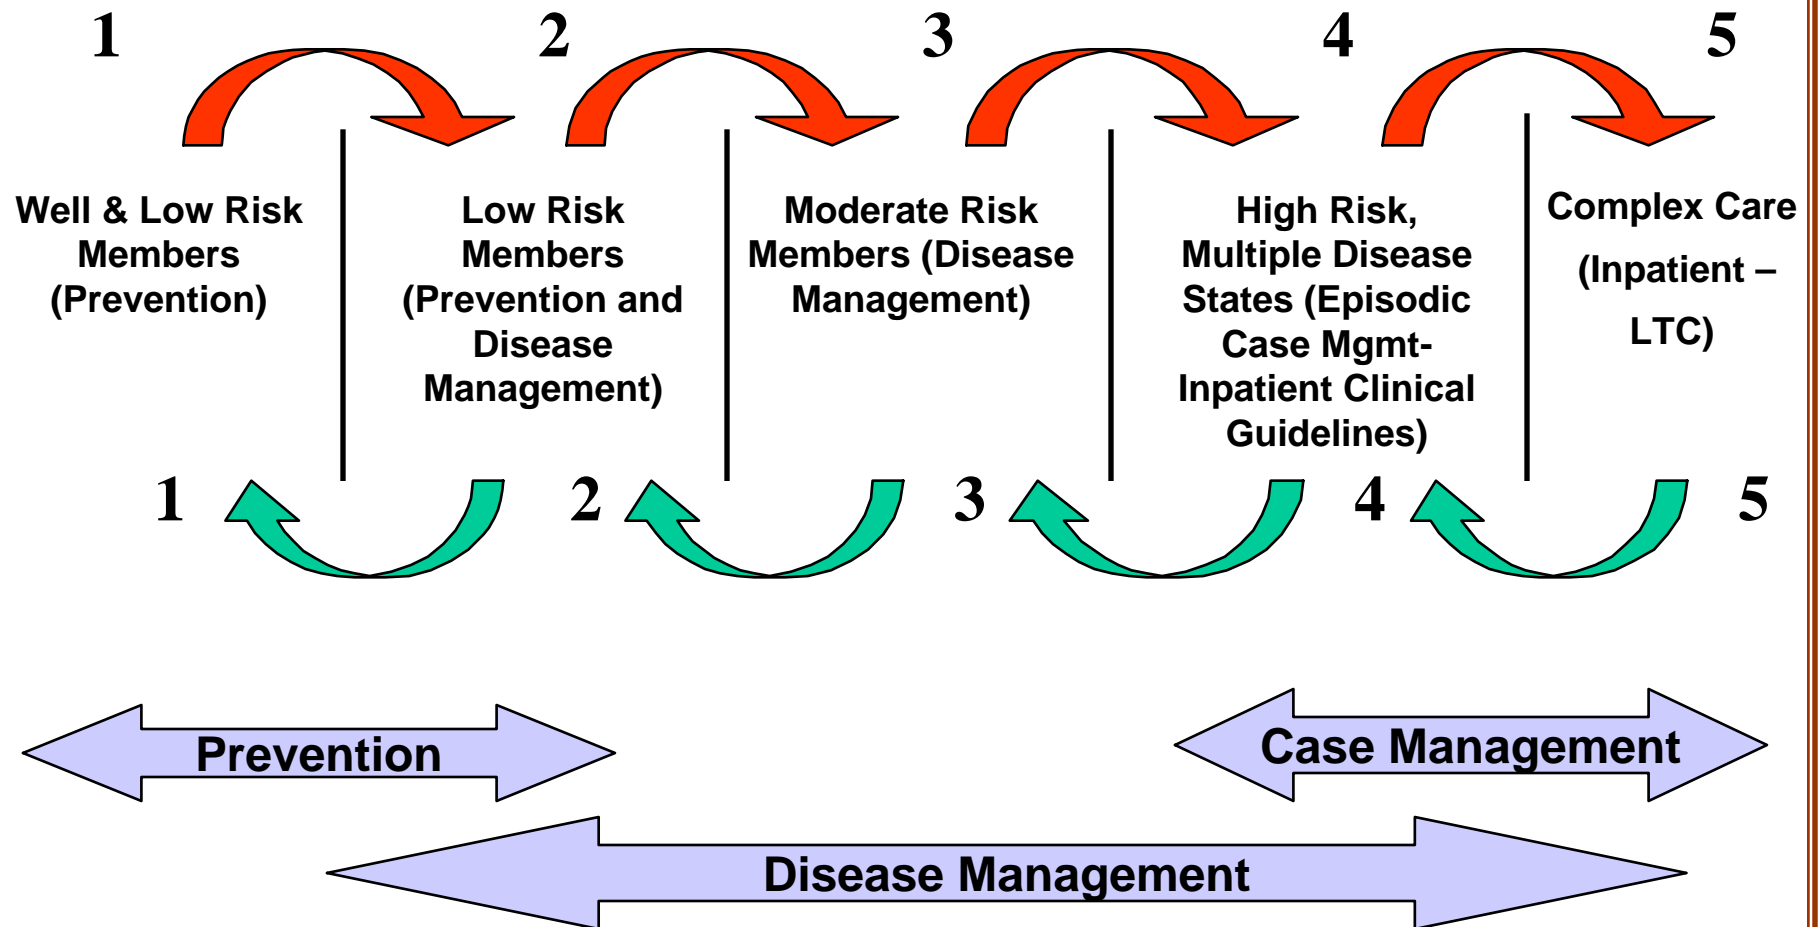 1
2
3
4
5
Well & Low Risk
Members
(Prevention)
Low Risk
Members
(Prevention and
Disease
Management)
Moderate Risk
Members (Disease
Management)
High Risk,
Multiple Disease
States (Episodic
Case Mgmt-
Inpatient Clinical
Guidelines)
Complex Care
(Inpatient –
LTC)
1
2
3
4
5
Prevention
Case Management
Disease Management